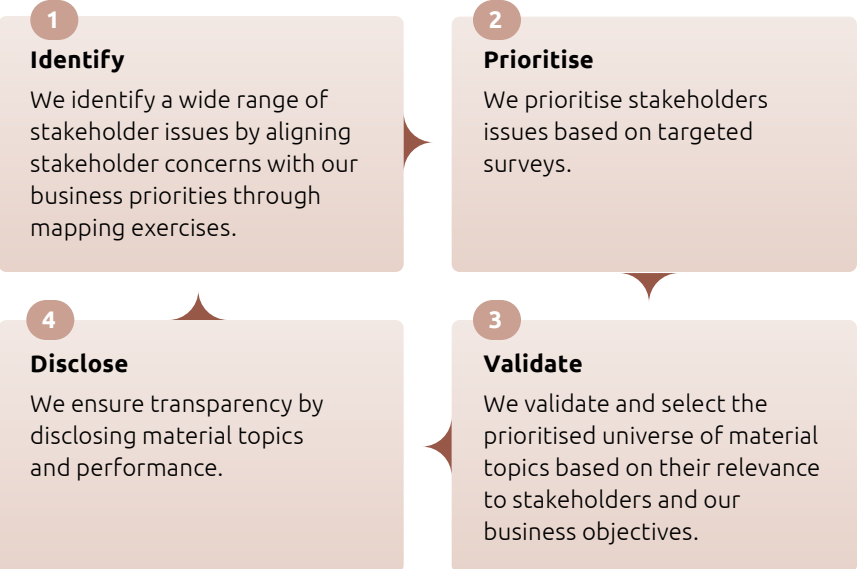 1
Identify
We identify a wide range of
stakeholder issues by aligning
stakeholder concerns with our
business priorities through
mapping exercises.
2
Prioritise
We prioritise stakeholders
issues based on targeted
surveys.
3
Validate
We validate and select the
prioritised universe of material
topics based on their relevance
to stakeholders and our
business objectives.
4
Disclose
We ensure transparency by
disclosing material topics
and performance.